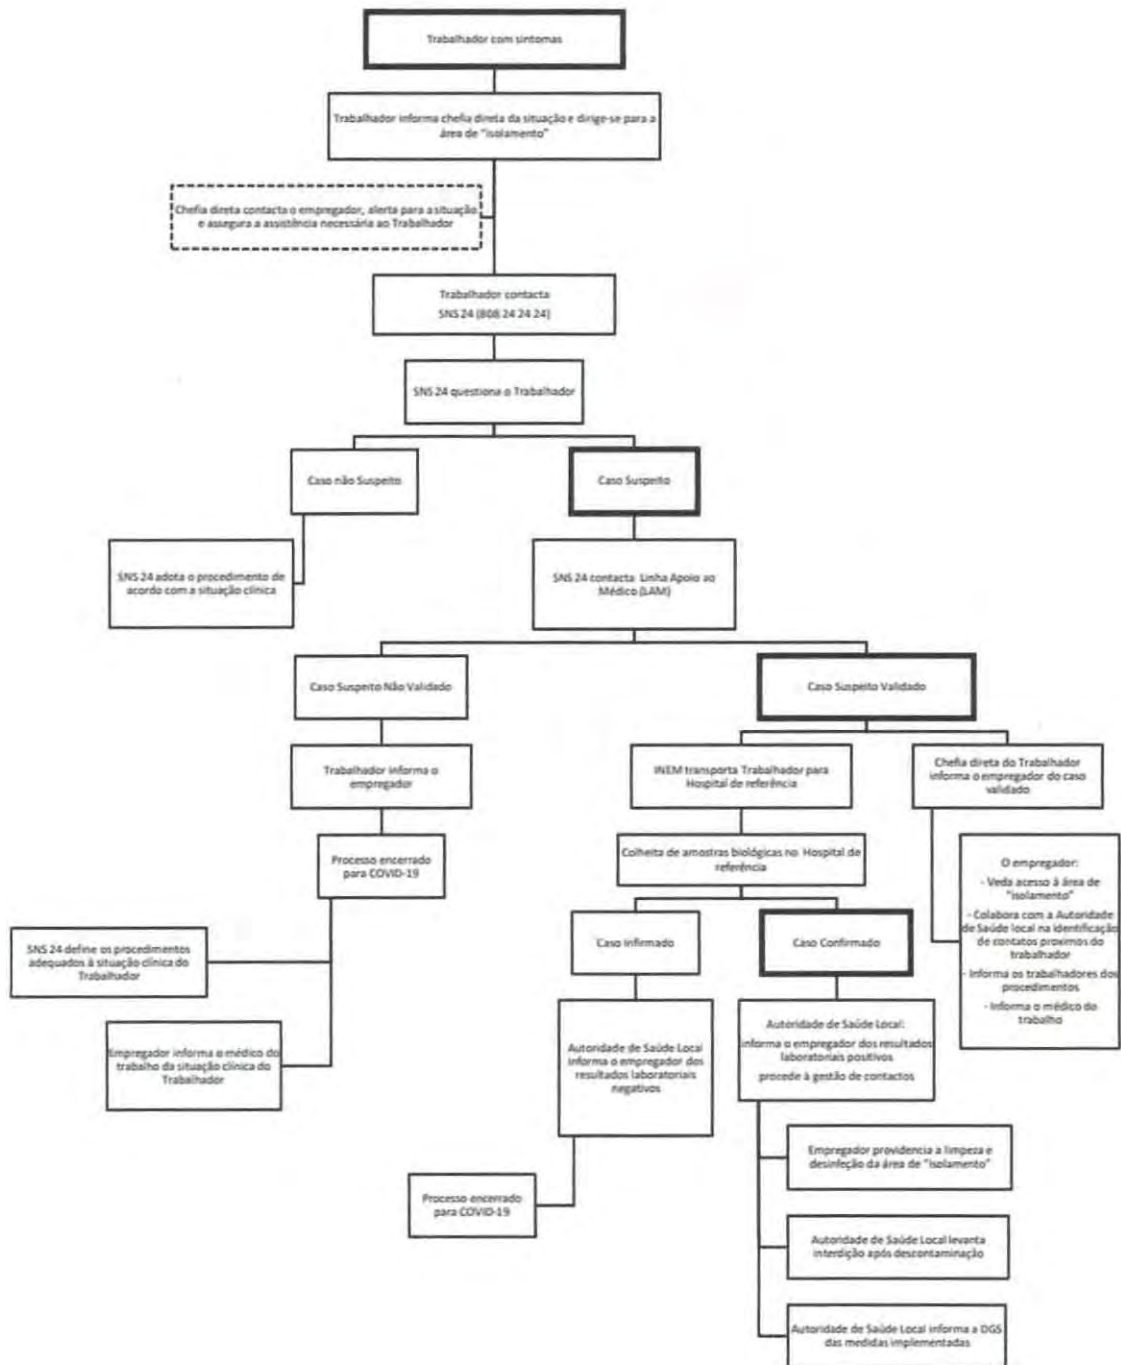 Trabalhador com sintomas
Trabalhador informa chefia direta da situação e dirige-se para a
área de "isolamento"
Chefia direta contacta o empregador, alerta para a situação
e assegura a assistência necessária ao Trabalhador
Trabalhador contacta
SNS 24 (808 24 24 24)
SNS 24 questiona o Trabalhador
Caso não Suspeito
Caso Suspeito
SNS 24 adota o procedimento de
acordo com a situação clínica
SNS 24 contacta Linha Apoio ao
Médico (LAM)
Caso Suspeito Não Validado
Caso Suspeito Validado
Trabalhador informa o
empregador
INEM transporta Trabalhador para
Hospital de referência
Chefia direta do Trabalhador
informa o empregador do caso
validado
Processo encerrado
para COVID-19
Colheita de amostras biológicas no Hospital de
referência
O empregador:
- Veda acesso à área de
"isolamento"
- Colabora com a Autoridade
de Saúde local na identificação
de contatos proximos do
trabalhador
- Informa os trabalhadores dos
procedimentos
- Informa o médico do
trabalho
SNS 24 define os procedimentos
adequados à situação clínica do
Trabalhador
Caso Infirmado
Caso Confirmado
Empregador informa o médico do
trabalho da situação clínica do
Trabalhador
Autoridade de Saúde Local
informa o empregador dos
resultados laboratoriais
negativos
Autoridade de Saúde Local:
informa o empregador dos resultados
laboratoriais positivos
procede à gestão de contactos
Processo encerrado
para COVID-19
Empregador providencia a limpeza e
desinfeção da área de "isolamento"
Autoridade de Saúde Local levanta
interdição após descontaminação
Autoridade de Saúde Local informa a DGS
das medidas implementadas